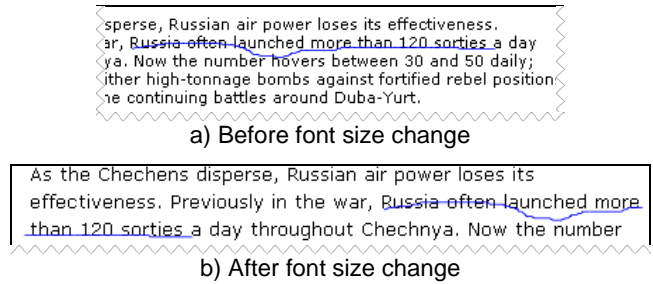 sperse, Russian air power loses its effectiveness.
ar, Russia often launched more than 120 sorties a day
ya. Now the number hovers between 30 and 50 daily;
ither high-tonnage bombs against fortified rebel position
he continuing battles around Duba-Yurt.
a) Before font size change
As the Chechens disperse, Russian air power loses its
effectiveness. Previously in the war, Russia often launched more
than 120 sorties a day throughout Chechnya. Now the number
b) After font size change